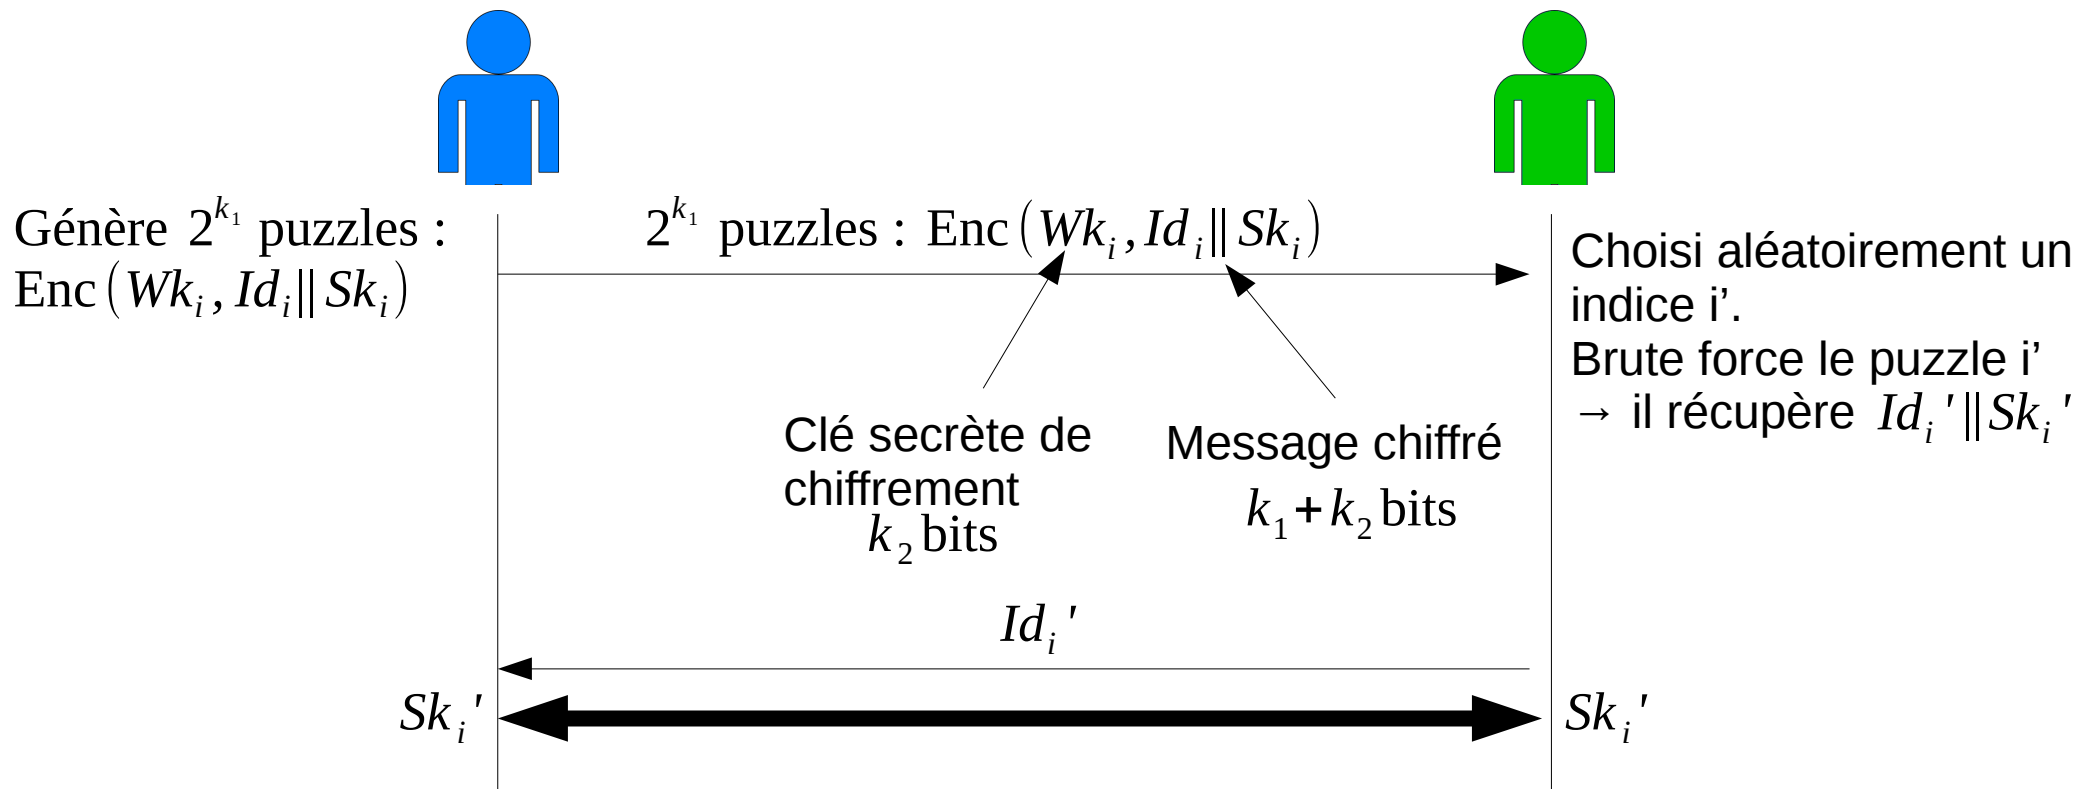 Génère 2^{k_1} puzzles :
Enc(Wk_i, Id_i‖Sk_i)
2^{k_1} puzzles : Enc(Wk_i, Id_i‖Sk_i)
Choisi aléatoirement un
indice i’.
Brute force le puzzle i’
→ il récupère Id_i'‖Sk_i'
Clé secrète de
chiffrement
k_2 bits
Message chiffré
k_1+k_2 bits
Id_i'
Sk_i'
Sk_i'